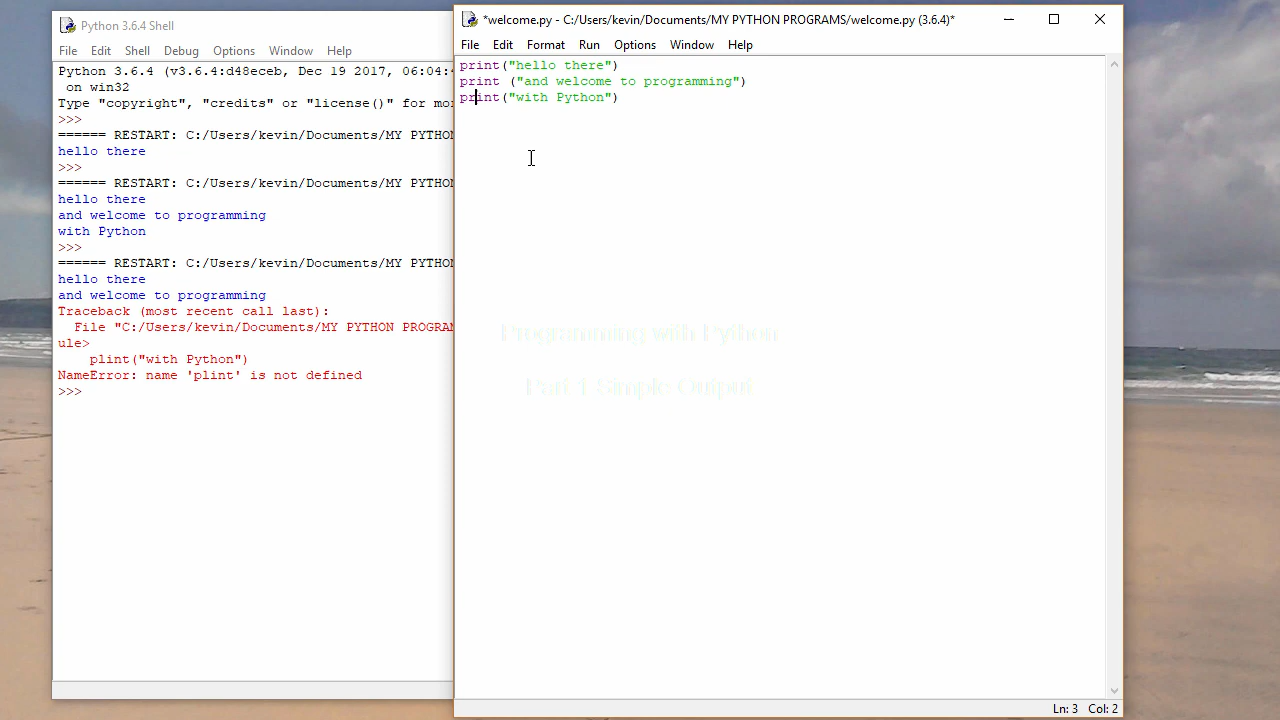 Python 3.6.4 Shell
File Edit Shell Debug Options Window Help
Python 3.6.4 (v3.6.4:d48eceb, Dec 19 2017, 06:04:4
on win32
Type "copyright", "credits" or "license()" for mor
>>>
====== RESTART: C:/Users/kevin/Documents/MY PYTHON
hello there
>>>
====== RESTART: C:/Users/kevin/Documents/MY PYTHON
hello there
and welcome to programming
with Python
>>>
====== RESTART: C:/Users/kevin/Documents/MY PYTHON
hello there
and welcome to programming
Traceback (most recent call last):
File "C:/Users/kevin/Documents/MY PYTHON PROGRAM
ule>
plint("with Python")
NameError: name 'plint' is not defined
>>>
*welcome.py - C:/Users/kevin/Documents/MY PYTHON PROGRAMS/welcome.py (3.6.4)*
File Edit Format Run Options Window Help
print("hello there")
print ("and welcome to programming")
print("with Python")
Programming with Python
Part 1 Sample Output
Ln: 3 Col: 2